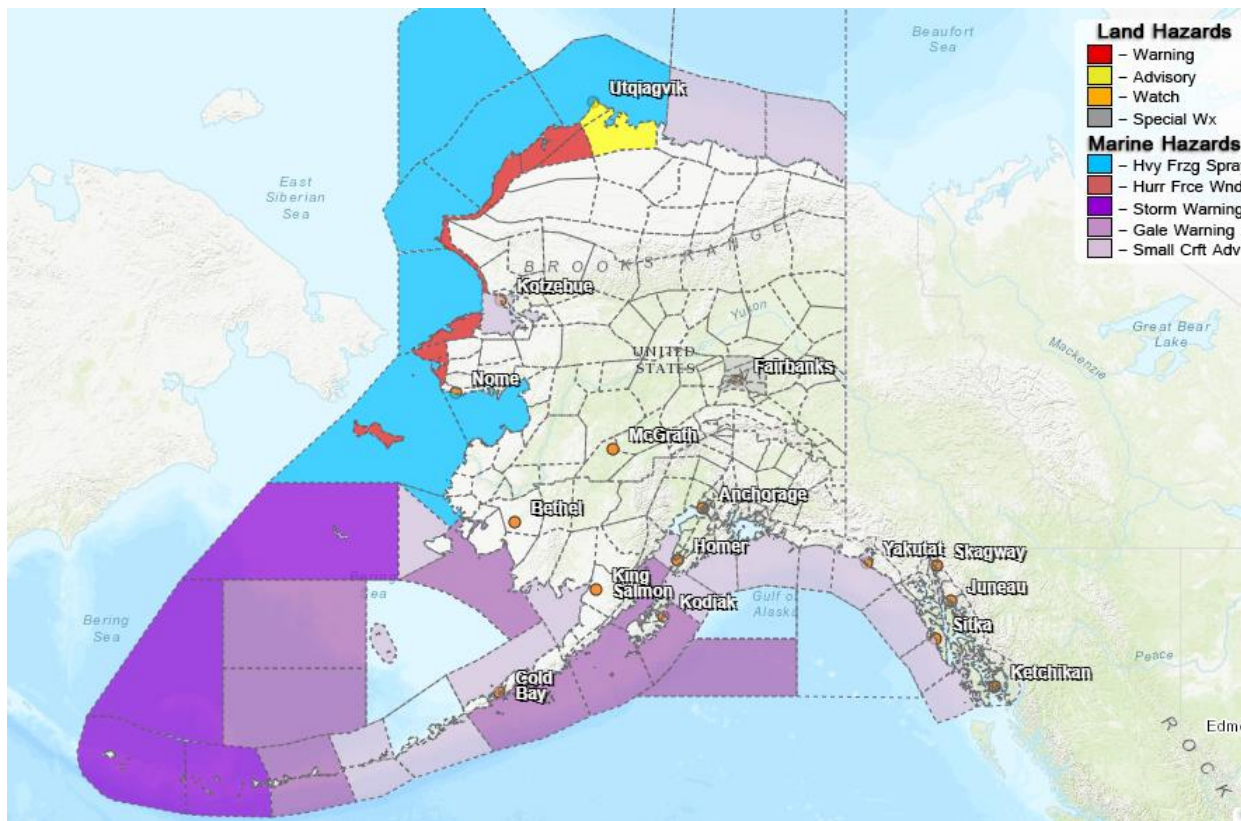 Beaufort
Sea
Land Hazards
– Warning
– Advisory
– Watch
– Special Wx
Marine Hazards
– Hvy Frzg Spray
– Hurr Frce Wnd
– Storm Warning
– Gale Warning
– Small Crft Adv
Utqiagvik
East
Siberian
Sea
BROOKS RANGE
Kotzebue
Yukon
Great Bear
Lake
Mackenzie
UNITED
STATES
Fairbanks
Nome
McGrath
Anchorage
Bethel
Homer
Yakutat
Skagway
King
Salmon
Juneau
Kodiak
Gulf of
Alaska
Sea
Bering
Sea
Sitka
Peace
Cold
Bay
Ketchikan
Edm
ROCK